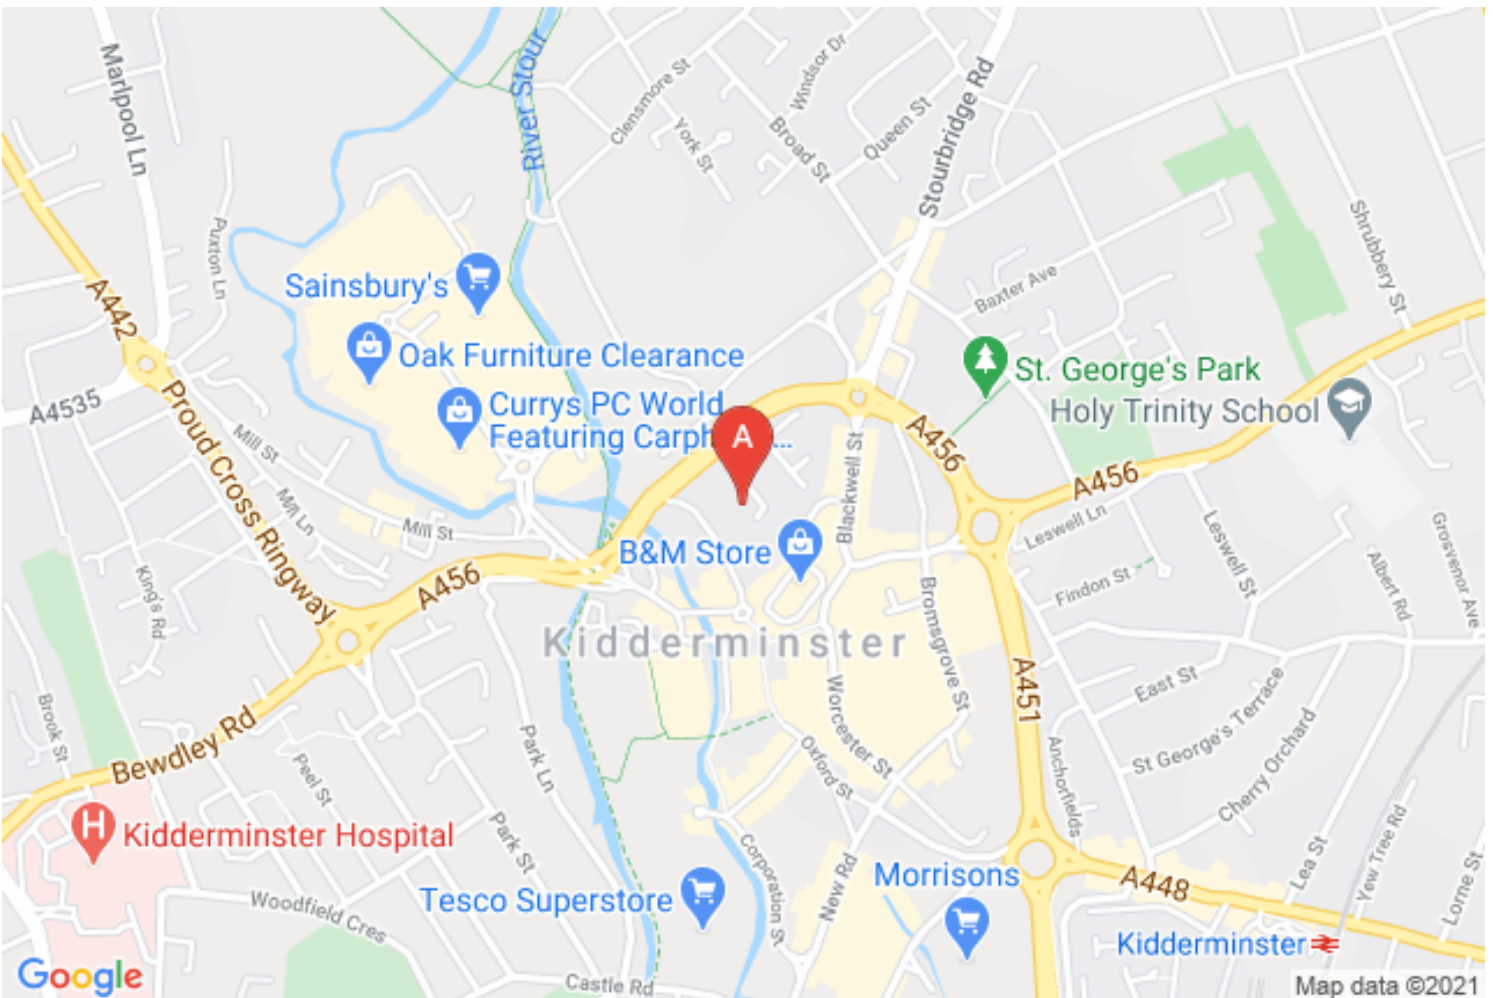 Marlpool Ln
River Stour
Clensmore St
York St
Windsor Dr
Broad St
Queen St
Stourbridge Rd
Shrubbery St
Puxton Ln
Baxter Ave
A442
Sainsbury's
Oak Furniture Clearance
Currys PC World
Featuring Carph...
A
St. George's Park
Holy Trinity School
A4535
Proud Cross Ringway
Mill St
Mill Ln
Mill St
A456
A456
A456
Blackwell St
B&M Store
Leswell Ln
Leswell St
Findon St
Albert Rd
Grosvenor Ave
King's Rd
Kidderminster
Bromsgrove St
Worcester St
A451
East St
St George's Terrace
Cherry Orchard
Brook St
Bewdley Rd
Peel St
Park Ln
Park St
Oxford St
Anchorfields
Kidderminster Hospital
Woodfield Cres
Tesco Superstore
Corporation St
New Rd
Morrisons
A448
Lea St
Yew Tree Rd
Lorne St
Kidderminster
Castle Rd
Google
Map data ©2021